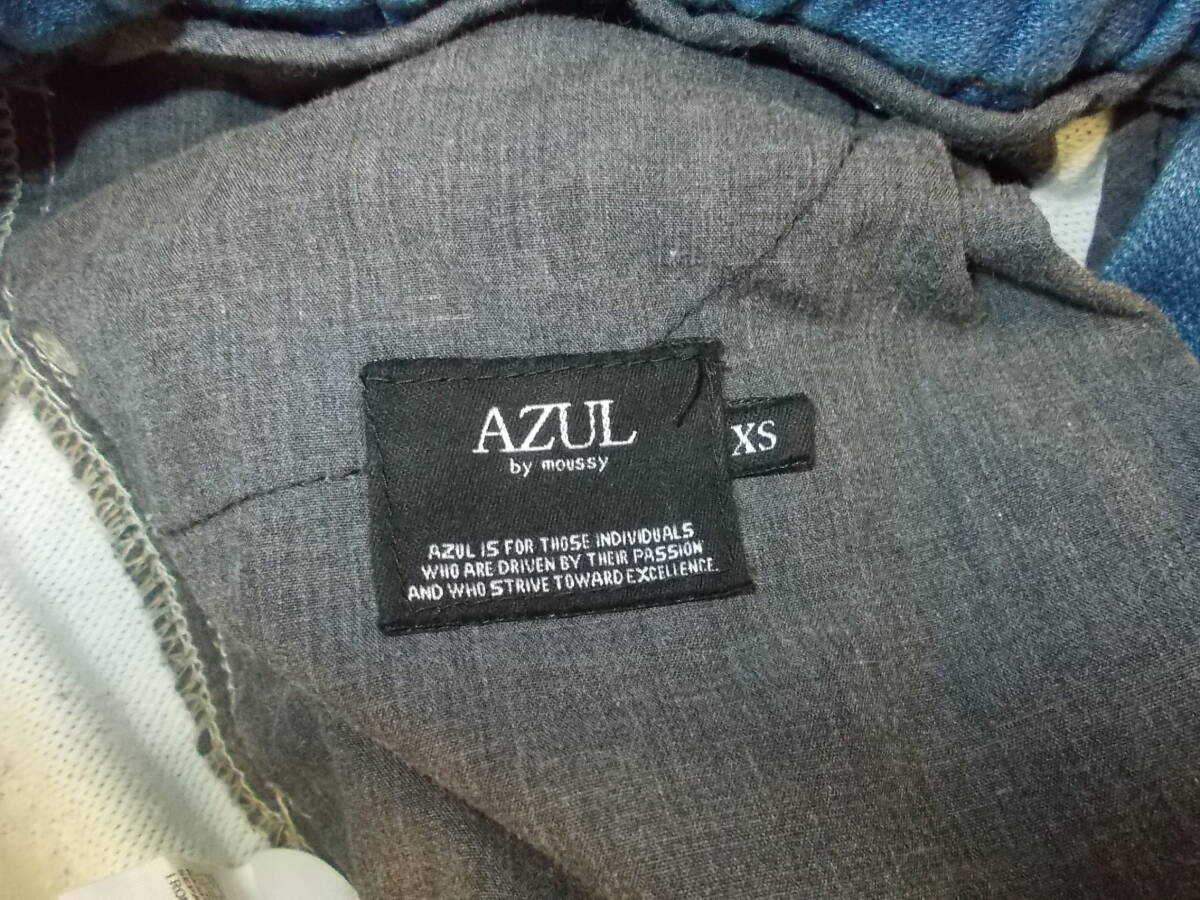 AZUL
by moussy
XS
AZUL IS FOR THOSE INDIVIDUALS
WHO ARE DRIVEN BY THEIR PASSION
AND WHO STRIVE TOWARD EXCELLENCE.